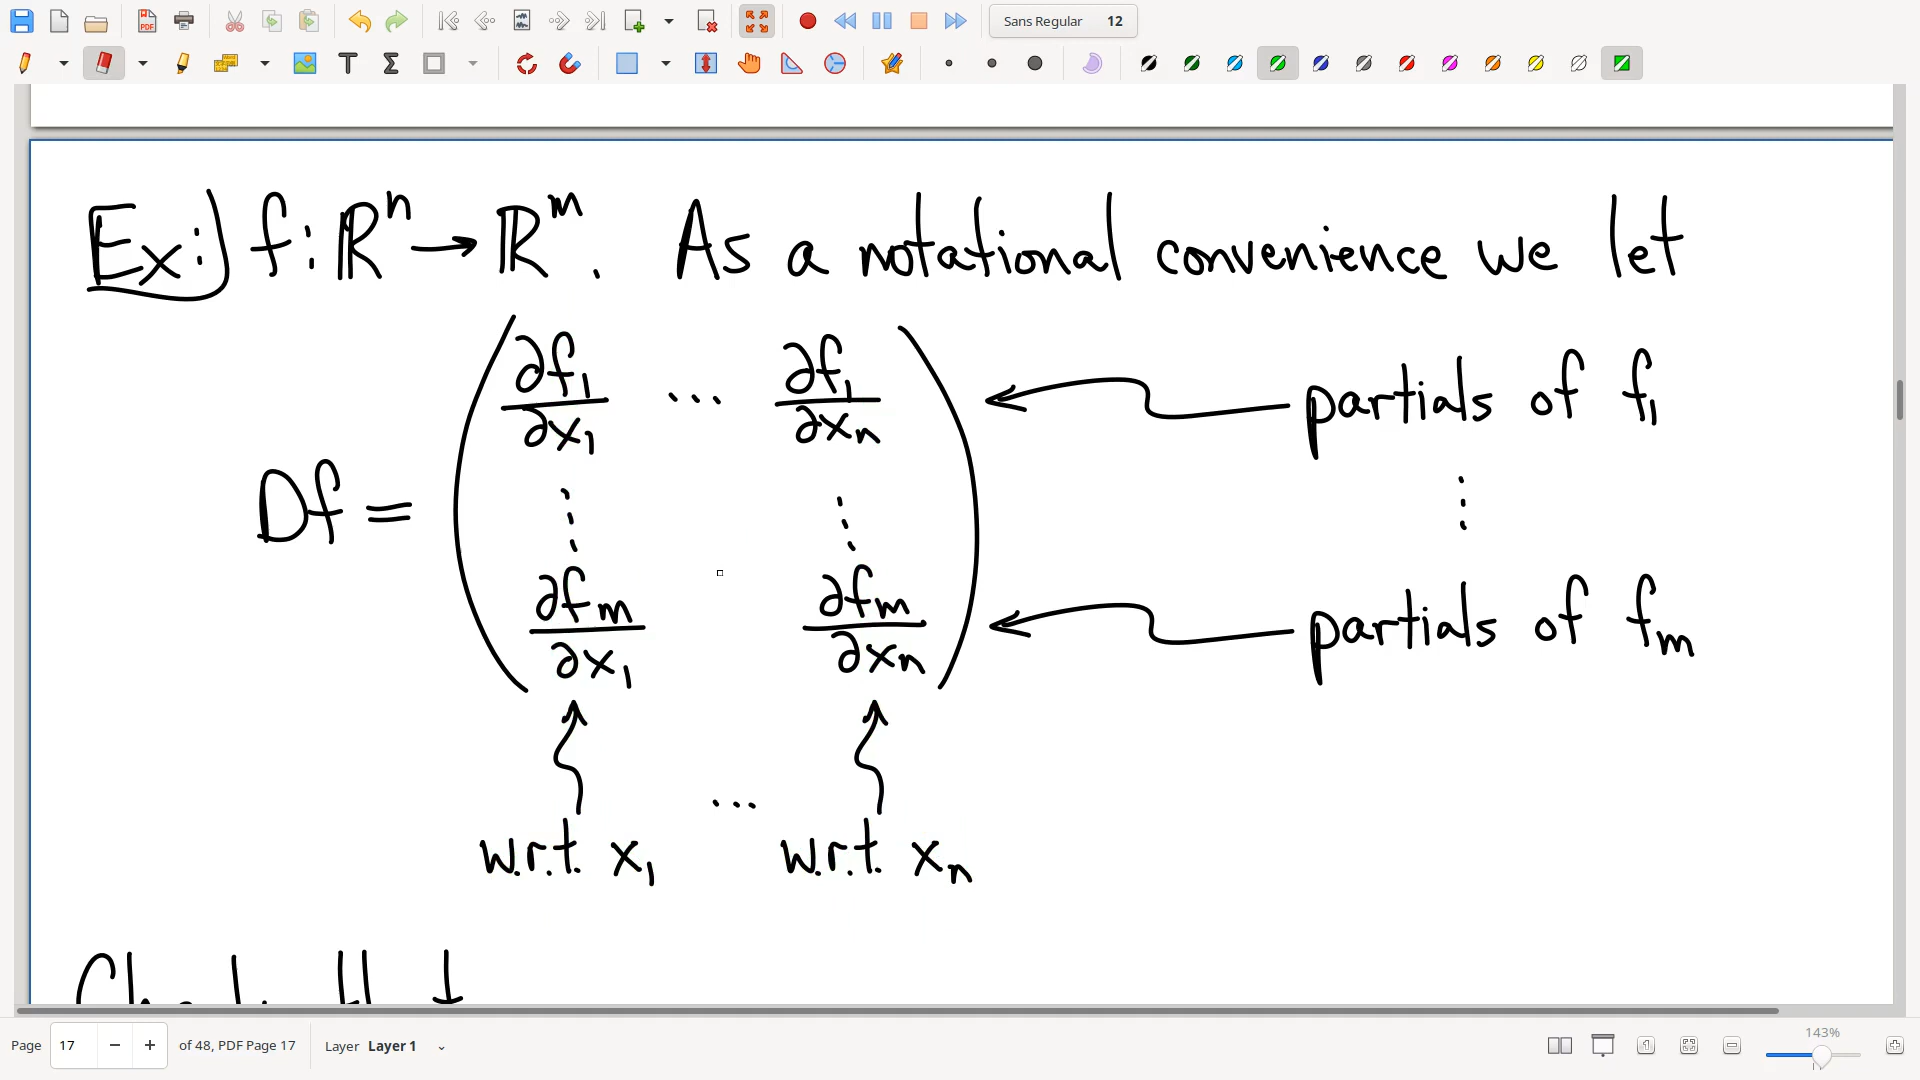 Sans Regular 12
Ex:) f: ℝⁿ → ℝᵐ. As a notational convenience we let
∂f₁/∂x₁ ... ∂f₁/∂xₙ ← partials of f₁
Df = ⋮ ⋮ ⋮
∂fₘ/∂x₁ ∂fₘ/∂xₙ ← partials of fₘ
w.r.t. x₁ ... w.r.t. xₙ
Page 17 of 48, PDF Page 17 Layer Layer 1 143%